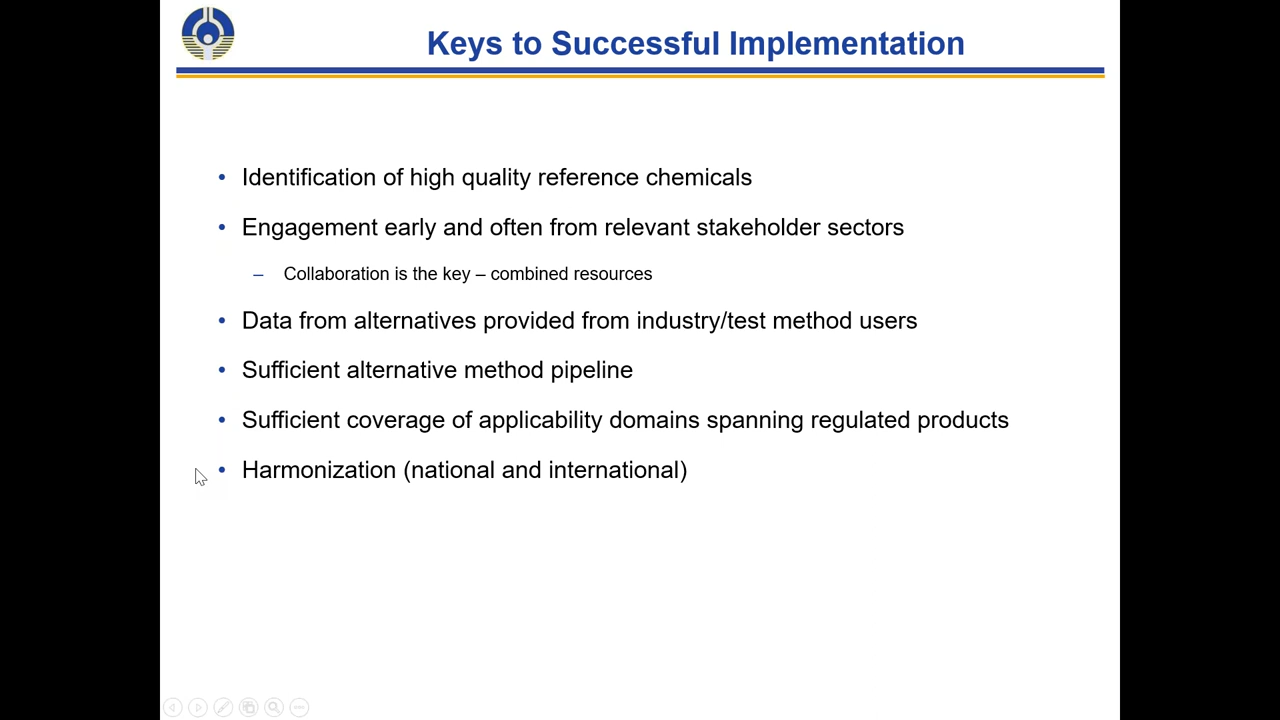 Keys to Successful Implementation
• Identification of high quality reference chemicals
• Engagement early and often from relevant stakeholder sectors
– Collaboration is the key – combined resources
• Data from alternatives provided from industry/test method users
• Sufficient alternative method pipeline
• Sufficient coverage of applicability domains spanning regulated products
• Harmonization (national and international)